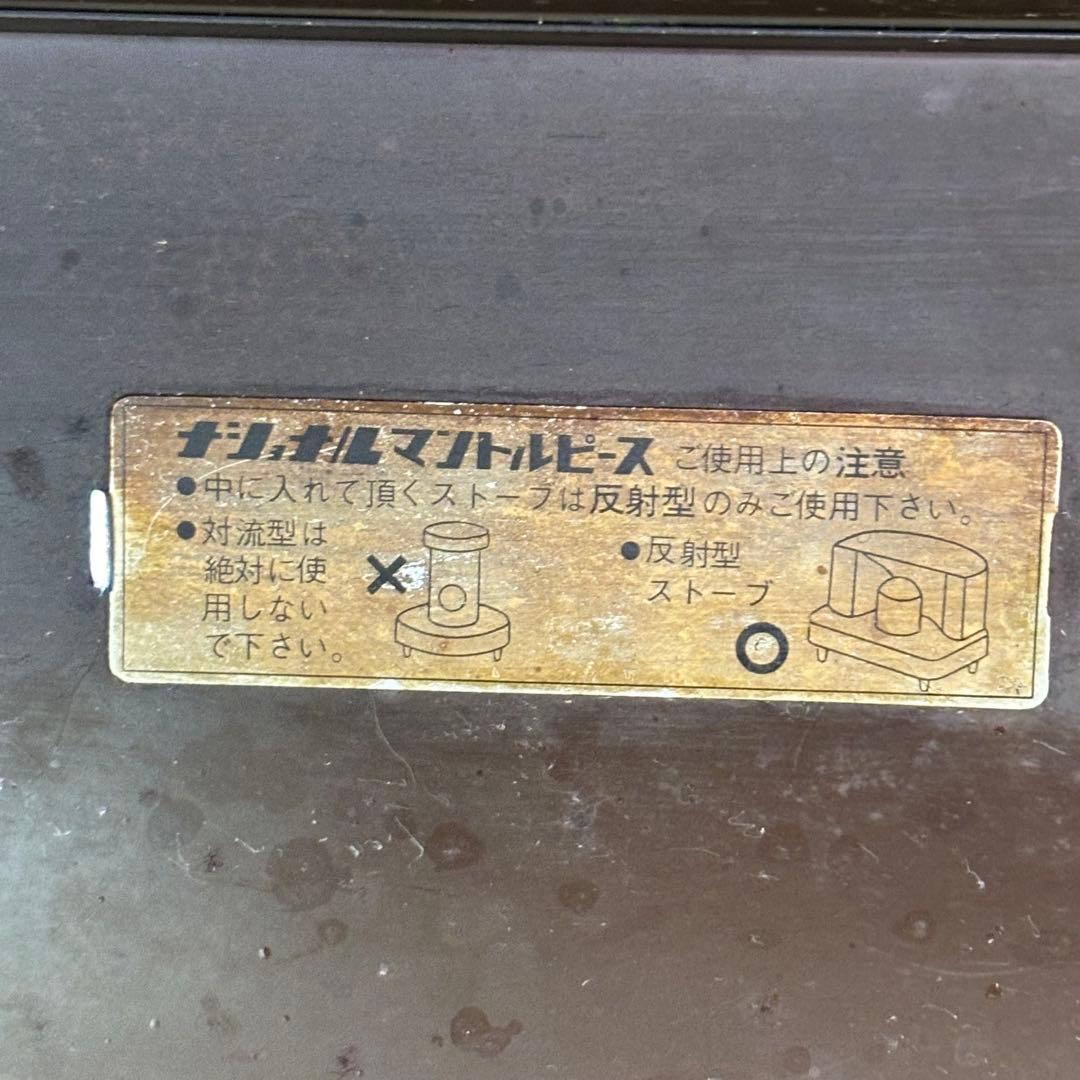 ナショナルマントルピース ご使用上の注意
●中に入れて頂くストーブは反射型のみご使用下さい。
●対流型は
絶対に使
用しない
で下さい。
●反射型
ストーブ